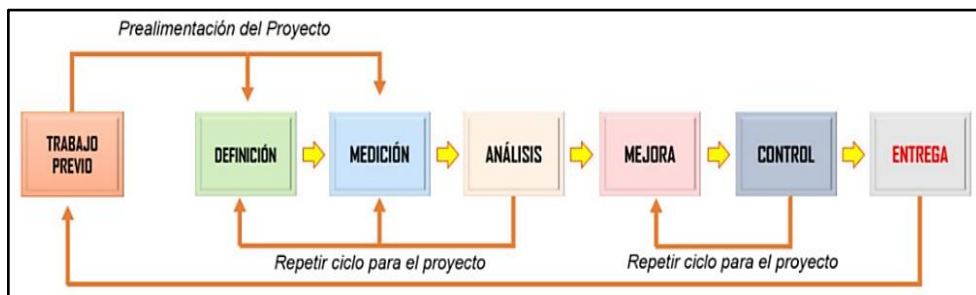 Prealimentación del Proyecto
TRABAJO
PREVIO
DEFINICIÓN
MEDICIÓN
ANÁLISIS
MEJORA
CONTROL
ENTREGA
Repetir ciclo para el proyecto
Repetir ciclo para el proyecto